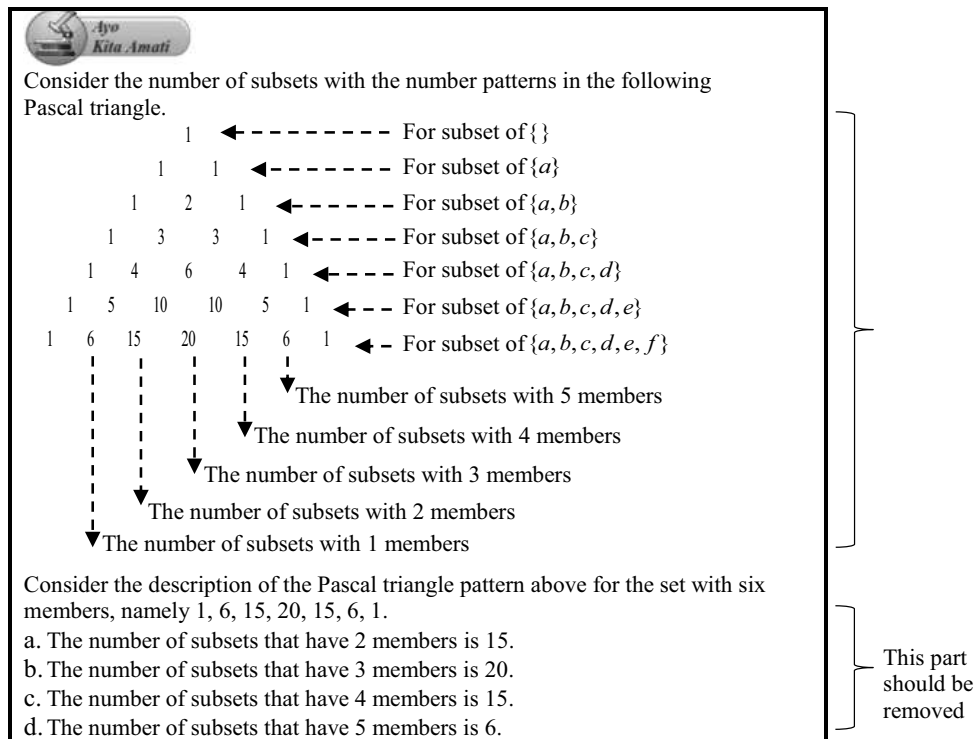 Ayo
Kita Amati
Consider the number of subsets with the number patterns in the following
Pascal triangle.
1 For subset of {}
1 1 For subset of {a}
1 2 1 For subset of {a, b}
1 3 3 1 For subset of {a, b, c}
1 4 6 4 1 For subset of {a, b, c, d}
1 5 10 10 5 1 For subset of {a, b, c, d, e}
1 6 15 20 15 6 1 For subset of {a, b, c, d, e, f}
The number of subsets with 5 members
The number of subsets with 4 members
The number of subsets with 3 members
The number of subsets with 2 members
The number of subsets with 1 members
Consider the description of the Pascal triangle pattern above for the set with six
members, namely 1, 6, 15, 20, 15, 6, 1.
a. The number of subsets that have 2 members is 15.
b. The number of subsets that have 3 members is 20.
c. The number of subsets that have 4 members is 15.
d. The number of subsets that have 5 members is 6.
This part
should be
removed